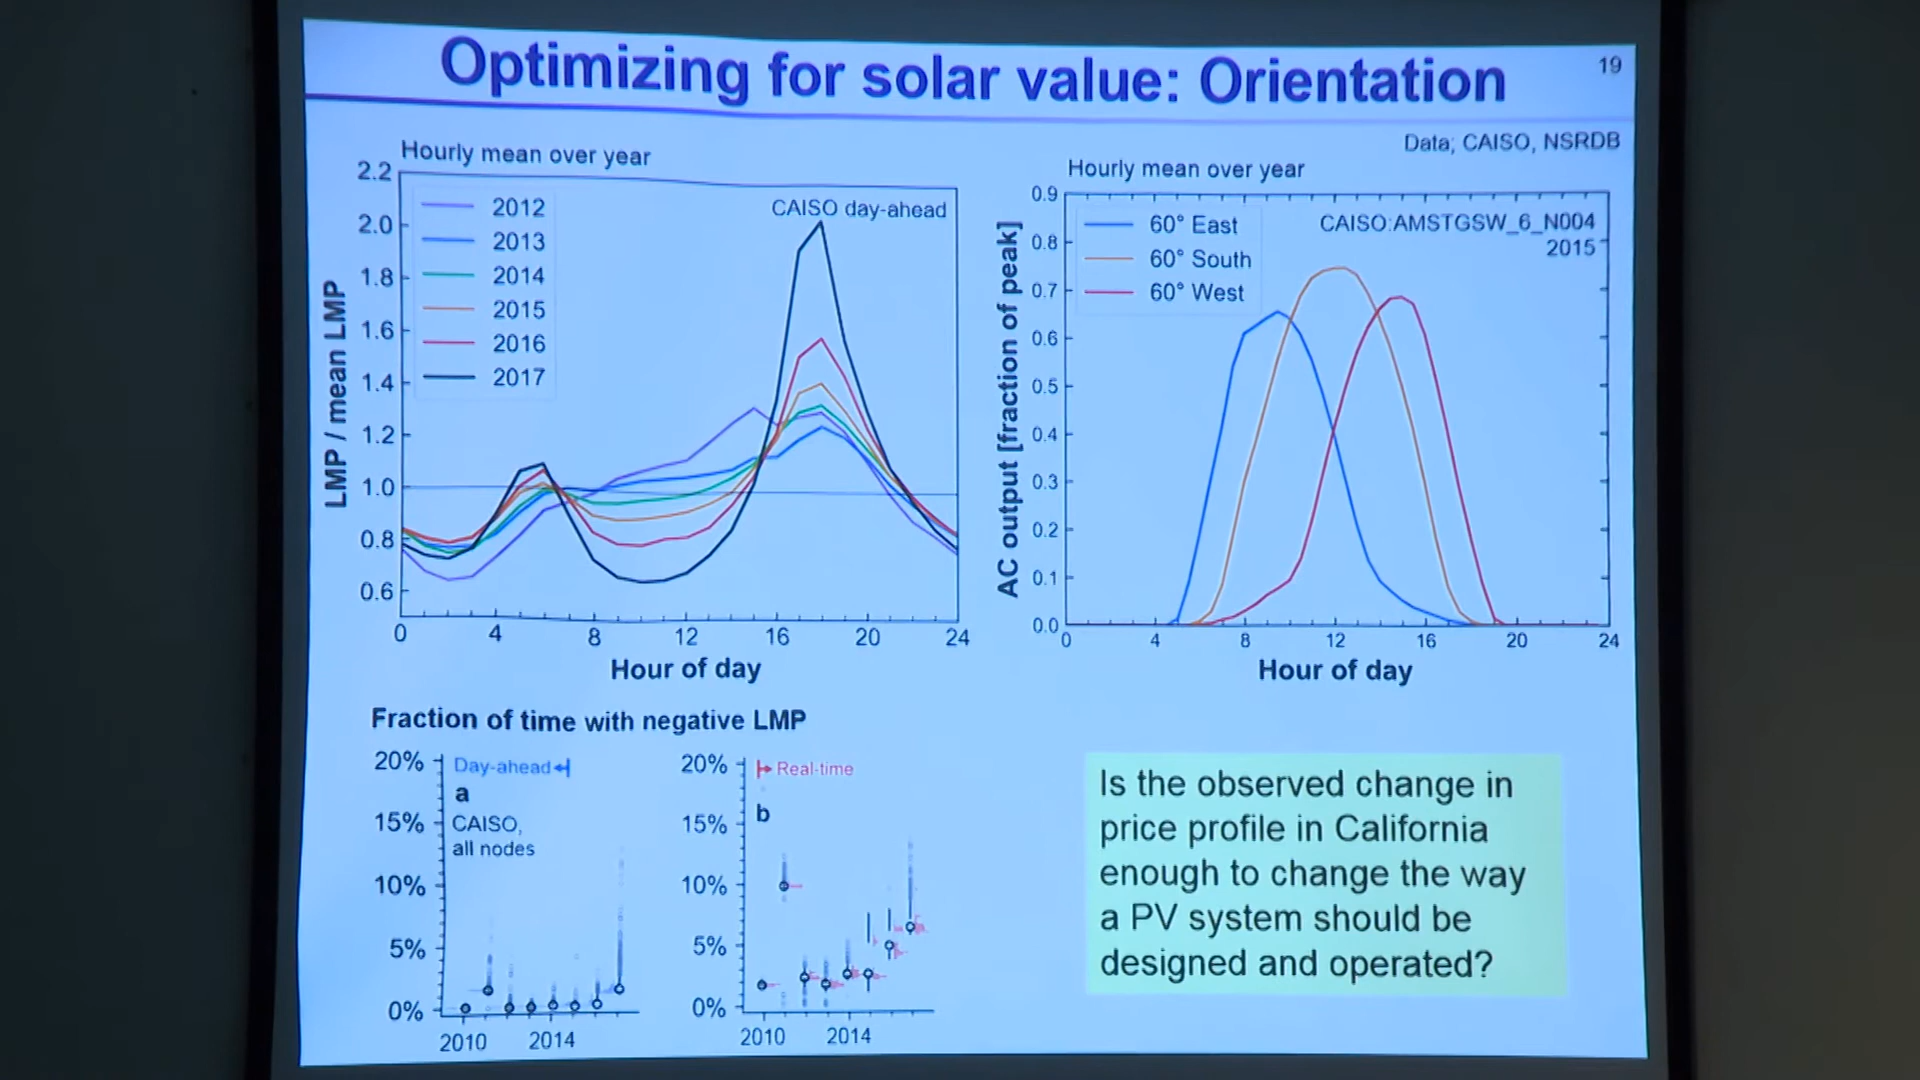 Optimizing for solar value: Orientation
19
Data; CAISO, NSRDB
Hourly mean over year
CAISO day-ahead
2012
2013
2014
2015
2016
2017
LMP / mean LMP
2.2
2.0
1.8
1.6
1.4
1.2
1.0
0.8
0.6
0 4 8 12 16 20 24
Hour of day
Hourly mean over year
60° East
60° South
60° West
CAISO:AMSTGSW_6_N004
2015
AC output [fraction of peak]
0.9
0.8
0.7
0.6
0.5
0.4
0.3
0.2
0.1
0.0
0 4 8 12 16 20 24
Hour of day
Fraction of time with negative LMP
20%
15%
10%
5%
0%
Day-ahead
a
CAISO,
all nodes
2010 2014
20%
15%
10%
5%
0%
Real-time
b
2010 2014
Is the observed change in
price profile in California
enough to change the way
a PV system should be
designed and operated?